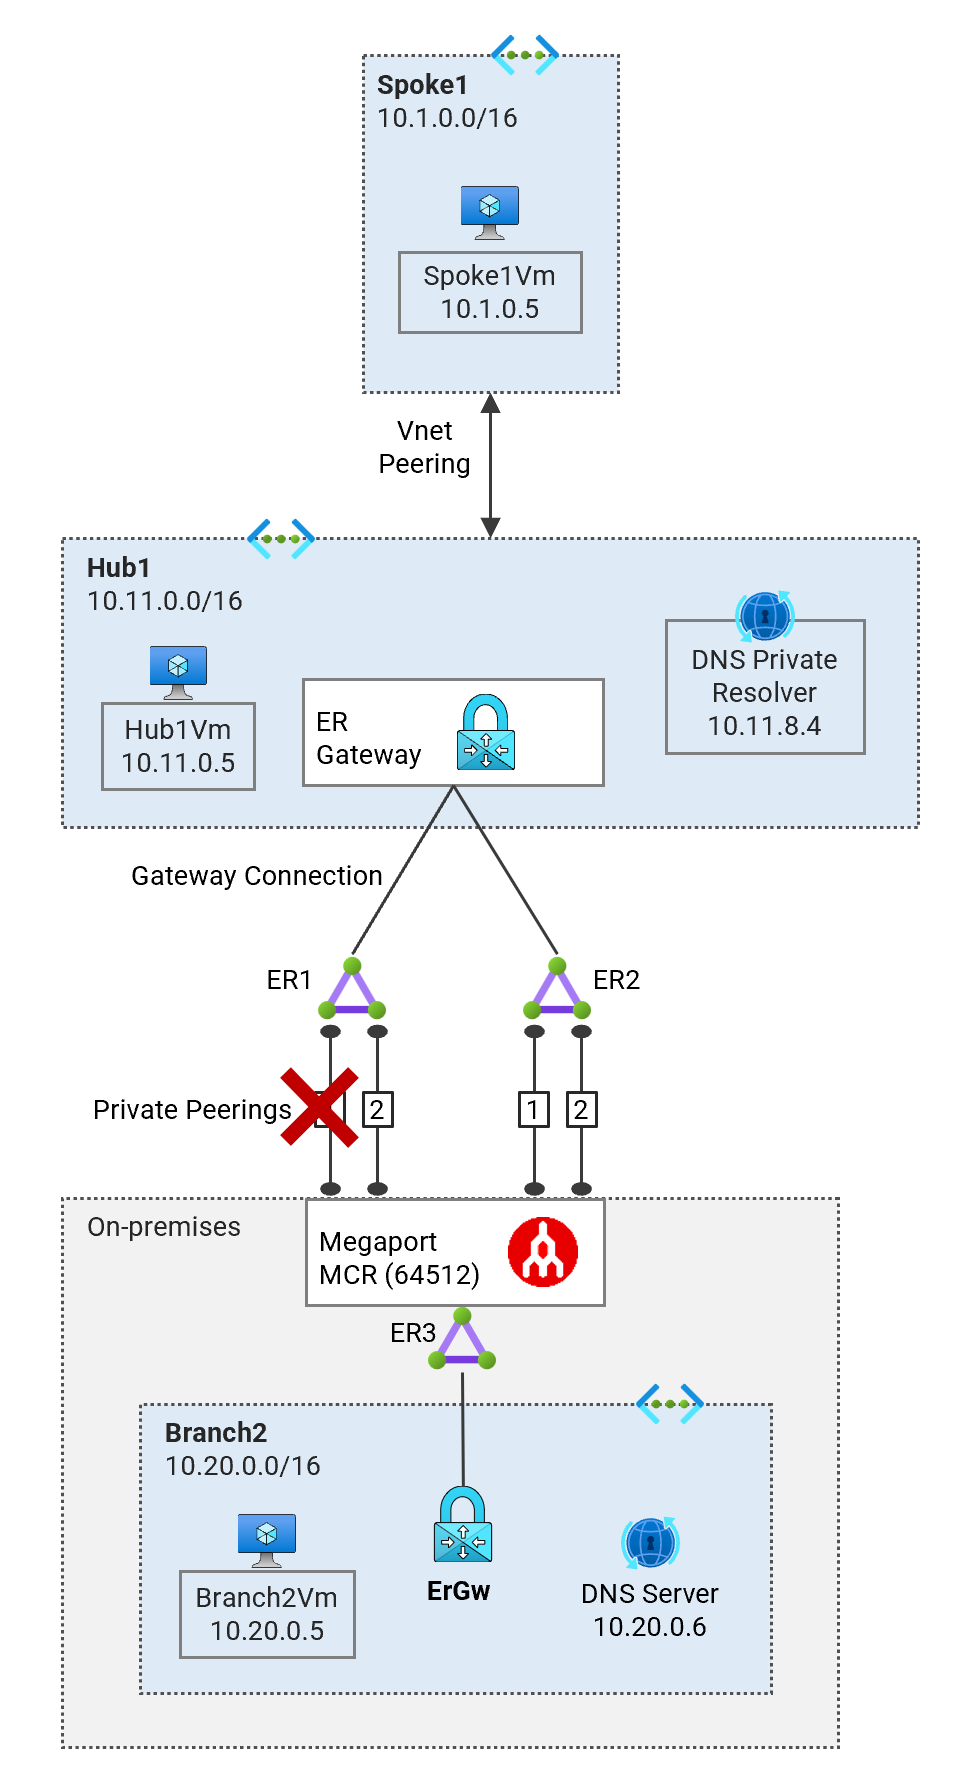 Spoke1
10.1.0.0/16
Spoke1Vm
10.1.0.5
Vnet
Peering
Hub1
10.11.0.0/16
Hub1Vm
10.11.0.5
ER
Gateway
DNS Private
Resolver
10.11.8.4
Gateway Connection
ER1
ER2
Private Peerings
2
1
2
On-premises
Megaport
MCR (64512)
ER3
Branch2
10.20.0.0/16
Branch2Vm
10.20.0.5
ErGw
DNS Server
10.20.0.6